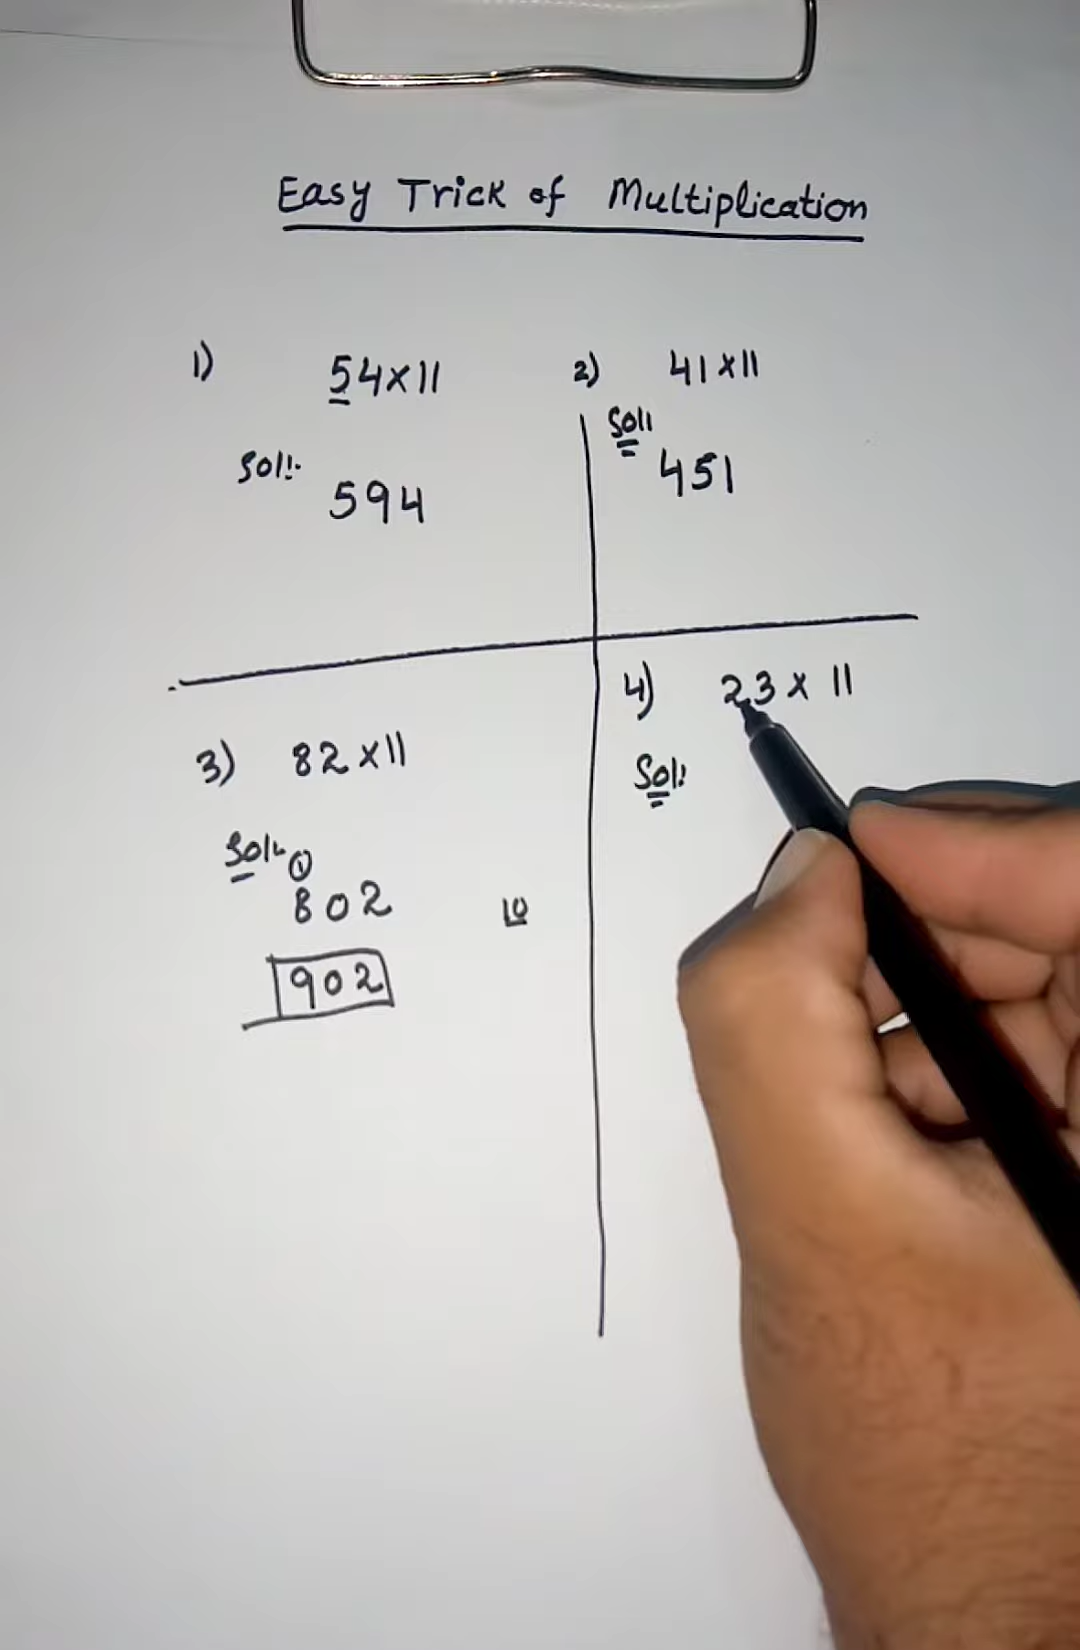 Easy Trick of Multiplication
1) 54×11
Sol:-
594
2) 41×11
Sol:
451
3) 82×11
Sol:-
1
802
10
902
4) 23× 11
Sol: